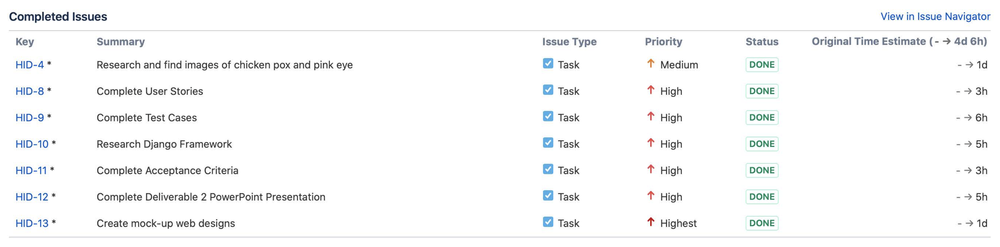 Completed Issues View in Issue Navigator
Key Summary Issue Type Priority Status Original Time Estimate ( - → 4d 6h)
HID-4 * Research and find images of chicken pox and pink eye Task Medium DONE - → 1d
HID-8 * Complete User Stories Task High DONE - → 3h
HID-9 * Complete Test Cases Task High DONE - → 6h
HID-10 * Research Django Framework Task High DONE - → 5h
HID-11 * Complete Acceptance Criteria Task High DONE - → 3h
HID-12 * Complete Deliverable 2 PowerPoint Presentation Task High DONE - → 5h
HID-13 * Create mock-up web designs Task Highest DONE - → 1d